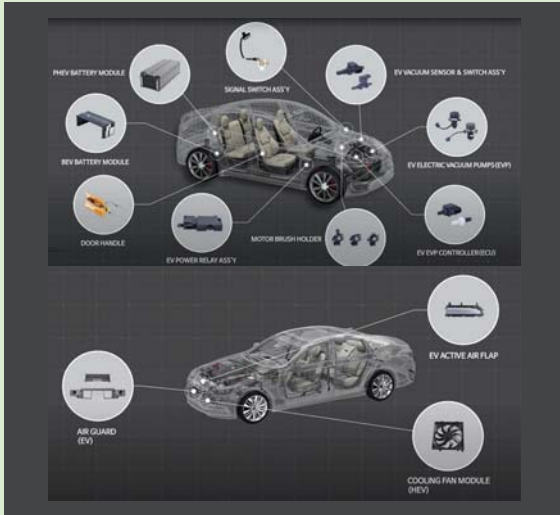 PHEV BATTERY MODULE
SIGNAL SWITCH ASS'Y
EV VACUUM SENSOR & SWITCH ASS'Y
BEV BATTERY MODULE
EV ELECTRIC VACUUM PUMPS (EVP)
DOOR HANDLE
EV POWER RELAY ASS'Y
MOTOR BRUSH HOLDER
EV EVP CONTROLLER (ECU)
EV ACTIVE AIR FLAP
AIR GUARD
(EV)
COOLING FAN MODULE
(HEV)